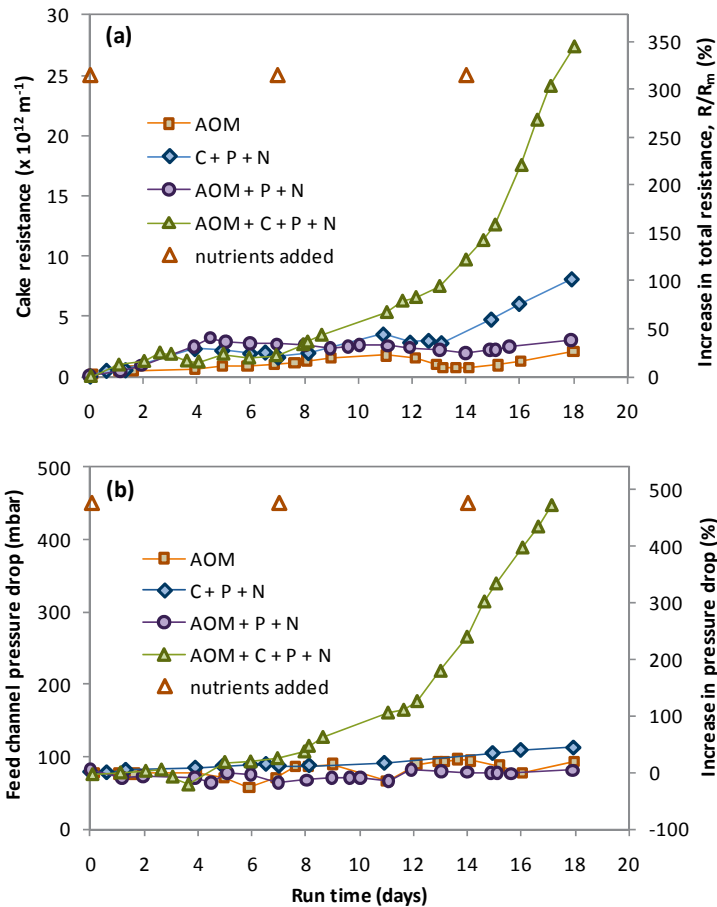 (a)
Cake resistance (x 10¹² m⁻¹)
30
25
20
15
10
5
0
AOM
C + P + N
AOM + P + N
AOM + C + P + N
nutrients added
350
300
250
200
150
100
50
0
Increase in total resistance, R/Rₘ (%)
0 2 4 6 8 10 12 14 16 18 20
(b)
Feed channel pressure drop (mbar)
500
400
300
200
100
0
AOM
C + P + N
AOM + P + N
AOM + C + P + N
nutrients added
500
400
300
200
100
0
-100
Increase in pressure drop (%)
0 2 4 6 8 10 12 14 16 18 20
Run time (days)